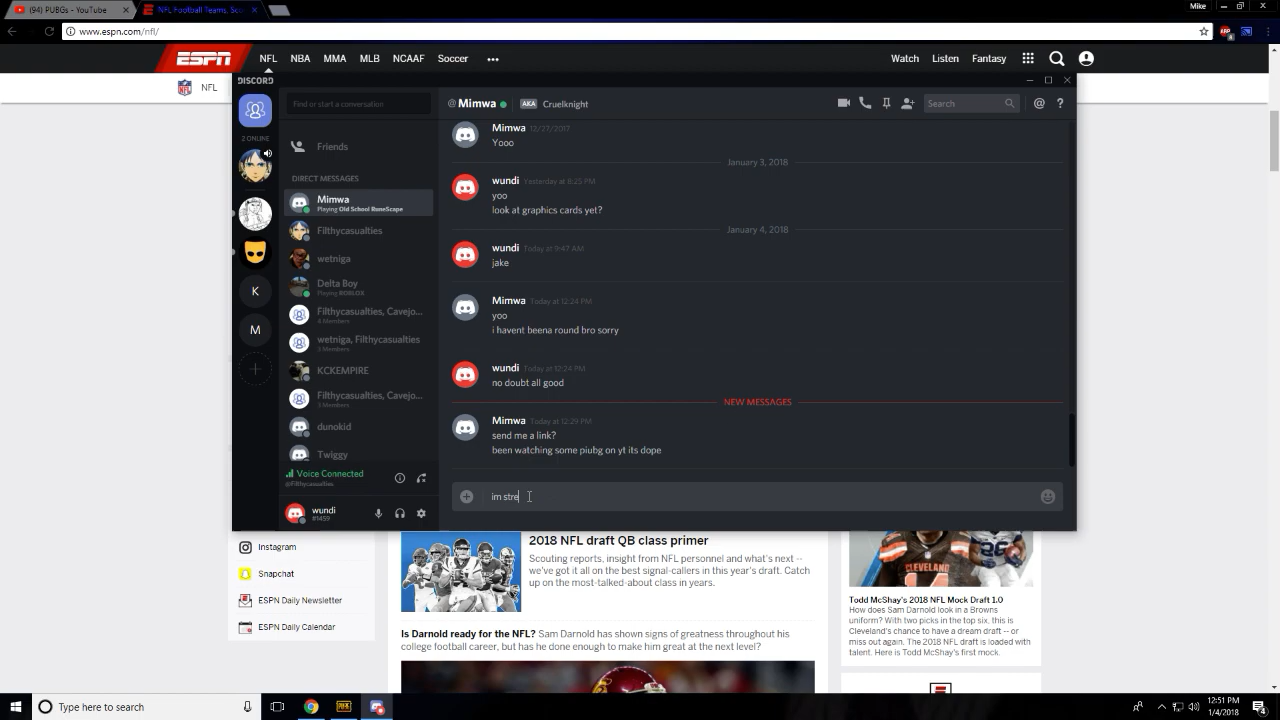 (94) PUBGs - YouTube
NFL Football Teams, Sco
Mike
www.espn.com/nfl/
ESPN
NFL
NBA
MMA
MLB
NCAAF
Soccer
Watch
Listen
Fantasy
NFL
DISCORD
2 ONLINE
K
M
Find or start a conversation
Friends
DIRECT MESSAGES
Mimwa
Playing Old School RuneScape
Filthycasualties
wetniga
Delta Boy
Playing ROBLOX
Filthycasualties, Cavejo...
4 Members
wetniga, Filthycasualties
3 Members
KCKEMPIRE
Filthycasualties, Cavejo...
3 Members
dunokid
Twiggy
Voice Connected
@Filthycasualties
wundi
#1459
@Mimwa
AKA
Cruelknight
Search
Mimwa 12/27/2017
Yooo
January 3, 2018
wundi Yesterday at 8:25 PM
yoo
look at graphics cards yet?
January 4, 2018
wundi Today at 9:47 AM
jake
Mimwa Today at 12:24 PM
yoo
i havent beena round bro sorry
wundi Today at 12:24 PM
no doubt all good
NEW MESSAGES
Mimwa Today at 12:29 PM
send me a link?
been watching some piubg on yt its dope
im stre
Instagram
Snapchat
ESPN Daily Newsletter
ESPN Daily Calendar
2018 NFL draft QB class primer
Scouting reports, insight from NFL personnel and what's next --
we've got it all on the best signal-callers in this year's draft. Catch
up on the most-talked-about class in years.
Is Darnold ready for the NFL? Sam Darnold has shown signs of greatness throughout his
college football career, but has he done enough to make him great at the next level?
CLEVELAND
Todd McShay's 2018 NFL Mock Draft 1.0
How does Sam Darnold look in a Browns
uniform? With two picks in the top six, this is
Cleveland's chance to have a dream draft -- or
miss out again. The 2018 NFL draft is loaded with
talent. Here is Todd McShay's first mock.
Type here to search
12:51 PM
1/4/2018